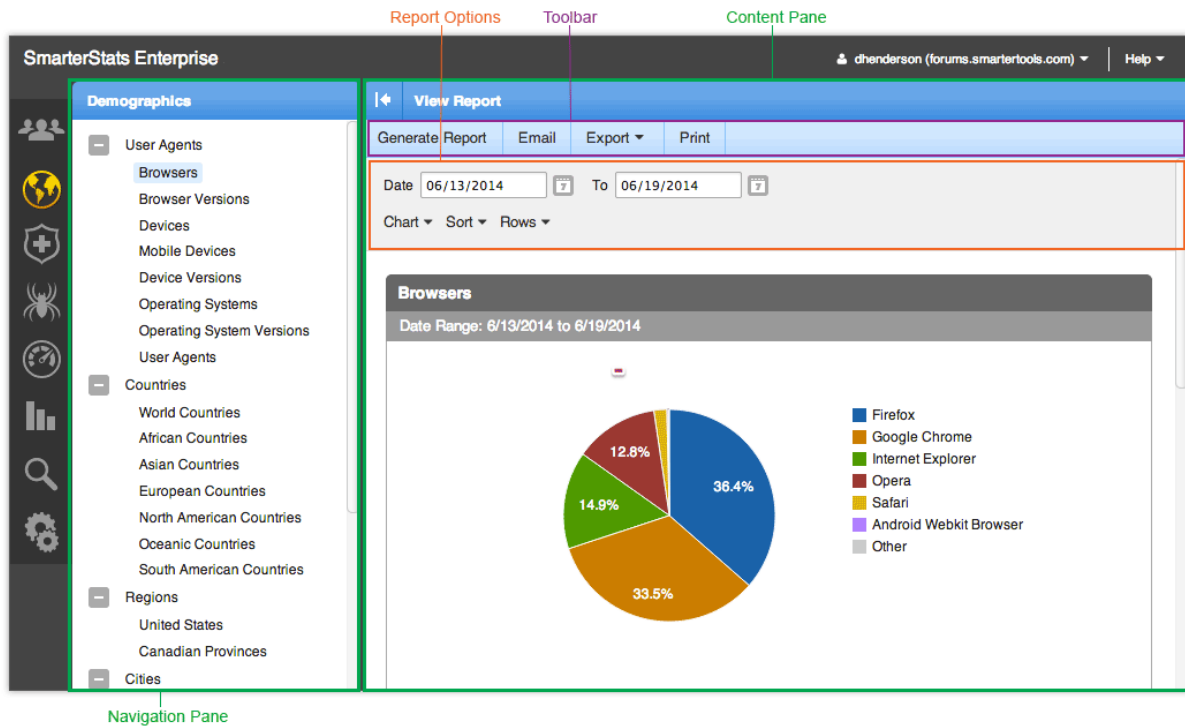 Report Options
Toolbar
Content Pane
SmarterStats Enterprise
dhenderson (forums.smartertools.com)
Help
Demographics
User Agents
Browsers
Browser Versions
Devices
Mobile Devices
Device Versions
Operating Systems
Operating System Versions
User Agents
Countries
World Countries
African Countries
Asian Countries
European Countries
North American Countries
Oceanic Countries
South American Countries
Regions
United States
Canadian Provinces
Cities
View Report
Generate Report Email Export Print
Date 06/13/2014 7 To 06/19/2014 7
Chart Sort Rows
Browsers
Date Range: 6/13/2014 to 6/19/2014
12.8%
36.4%
14.9%
33.5%
Firefox
Google Chrome
Internet Explorer
Opera
Safari
Android Webkit Browser
Other
Navigation Pane